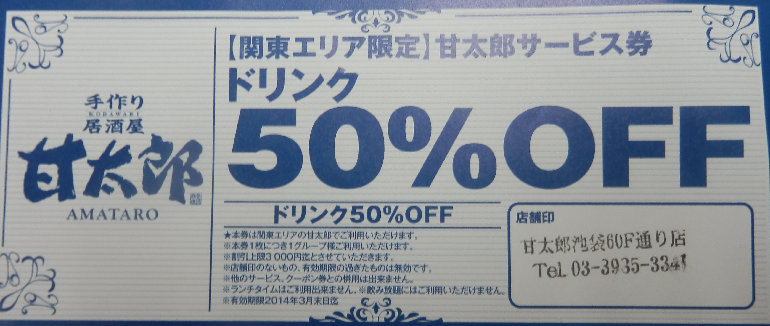 【関東エリア限定】甘太郎サービス券
ドリンク
50%OFF
手作り
KODAWARI
居酒屋
甘太郎
AMATARO
ドリンク50%OFF
★本券は関東エリアの甘太郎でご利用いただけます。
※本券1枚につき1グループ様ご利用いただけます。
※割引上限3000円迄とさせていただきます。
※店舗印のないもの、有効期限の過ぎたものは無効です。
※他のサービス、クーポン券との併用は出来ません。
※ランチタイムはご利用出来ません。※飲み放題にはご利用いただけません。
※有効期限2014年3月末日迄
店舗印
甘太郎池袋60F通り店
Tel 03-3985-3341